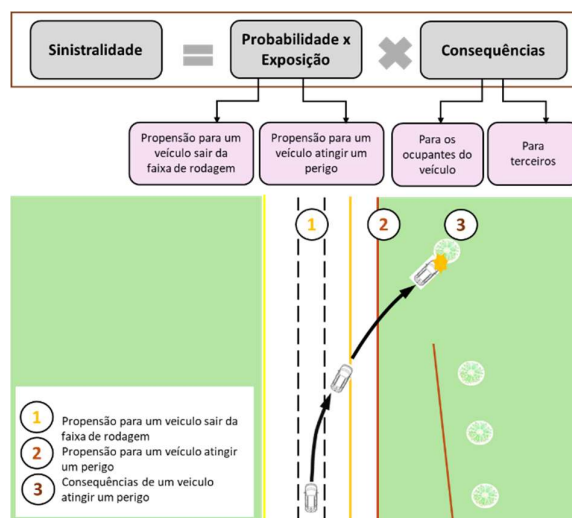 Sinistralidade
=
Probabilidade x
Exposição
Consequências
Propensão para um
veículo sair da
faixa de rodagem
Propensão para um
veículo atingir um
perigo
Para os
ocupantes do
veículo
Para
terceiros
1
2
3
1 Propensão para um veiculo sair da
faixa de rodagem
2 Propensão para um veículo atingir
um perigo
3 Consequências de um veiculo
atingir um perigo